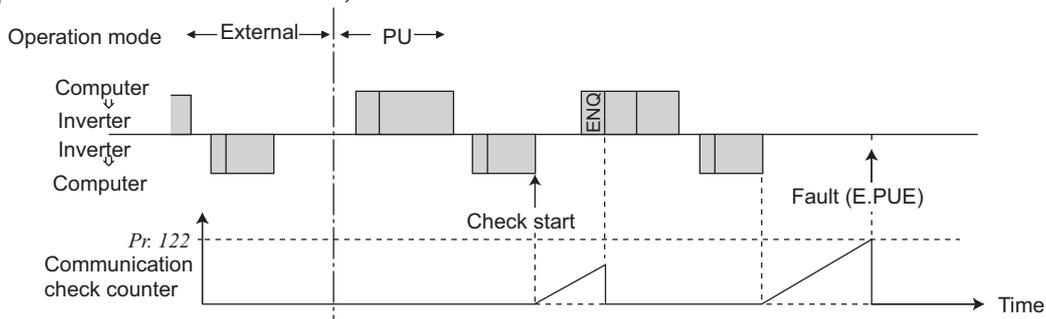 Operation mode
External
PU
Computer
Inverter
Inverter
Computer
ENQ
Fault (E.PUE)
Check start
Pr. 122
Communication
check counter
Time